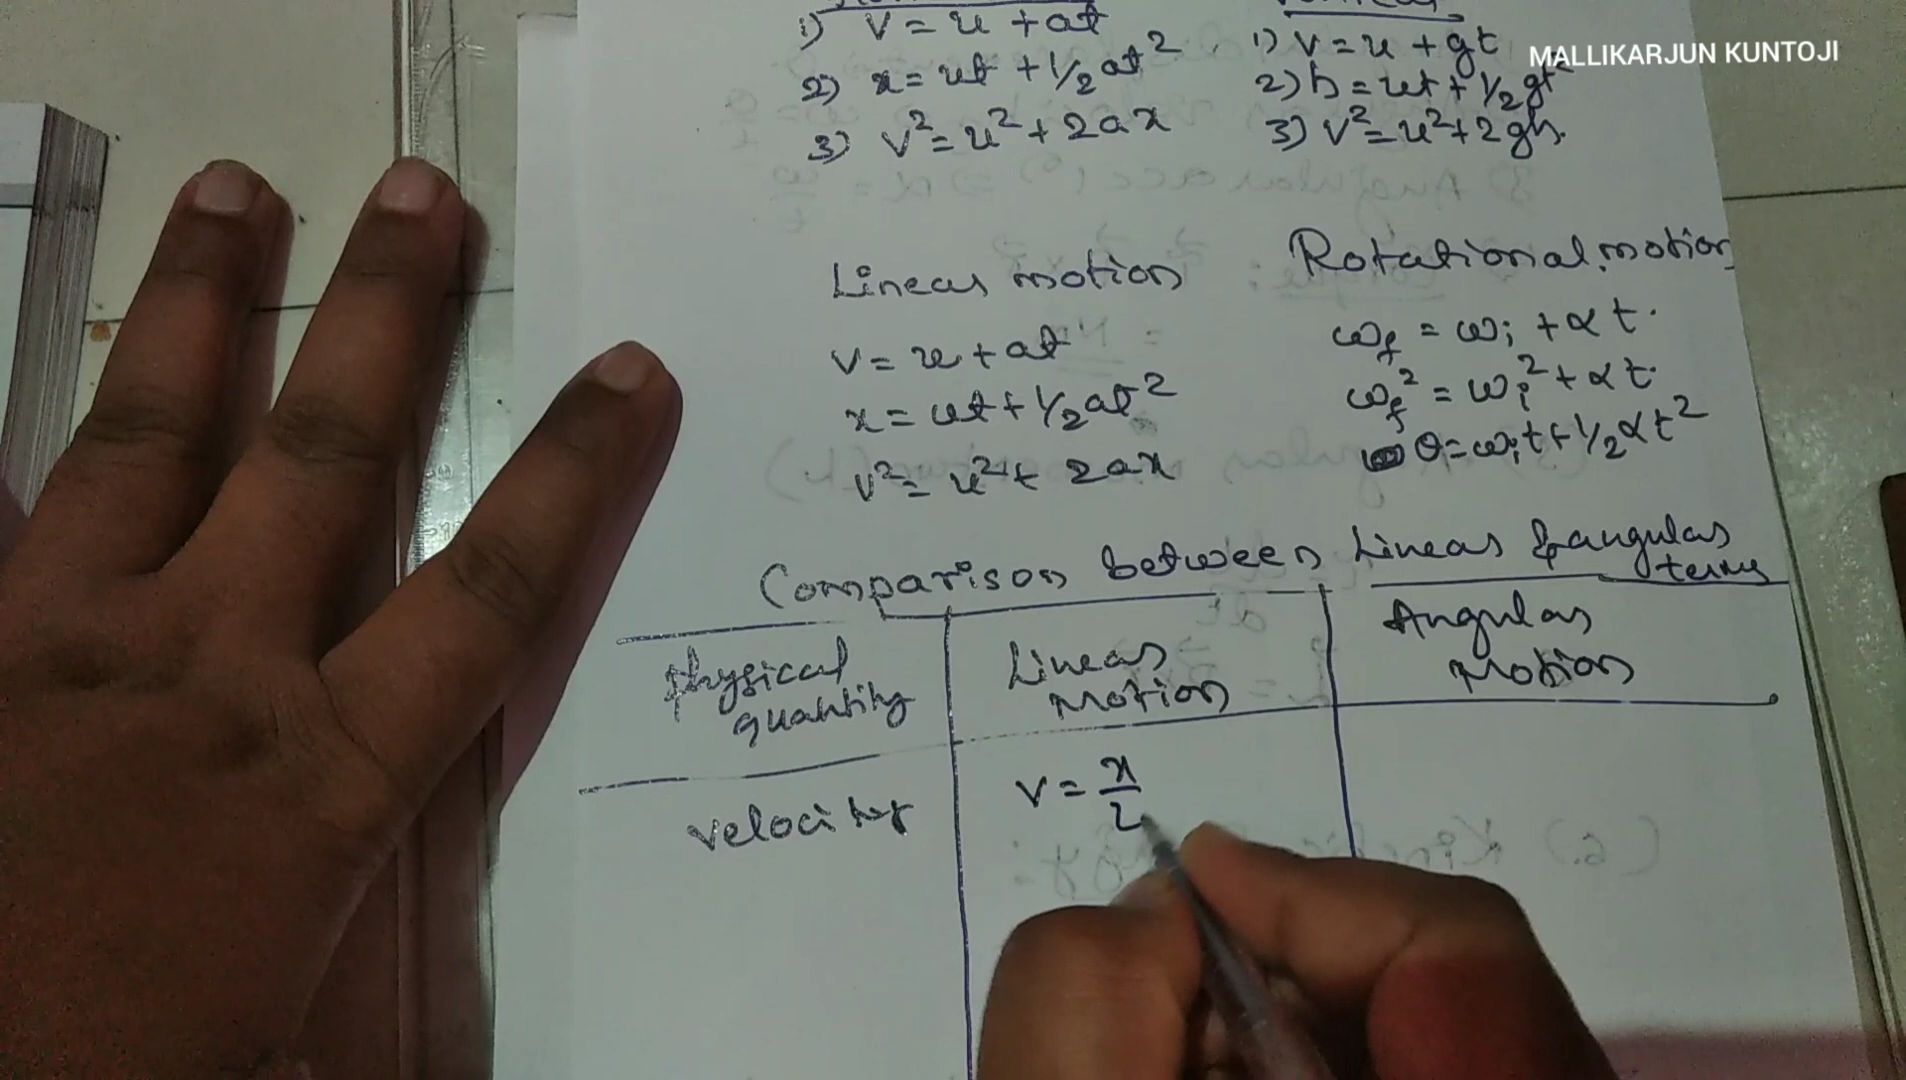 1) v = u + at
2) x = ut + 1/2 at²
3) v² = u² + 2ax
1) v = u + gt
2) h = ut + 1/2 gt²
3) v² = u² + 2gh.
MALLIKARJUN KUNTOJI
Linear motion
v = u + at
x = ut + 1/2 at²
v² = u² + 2ax
Rotational motion
ωf = ωi + αt.
ωf² = ωi² + αt.
θ = ωit + 1/2 αt²
Comparison between Linear & angular
terms
Physical
quantity
Linear
Motion
Angular
Motion
velocity
v = x